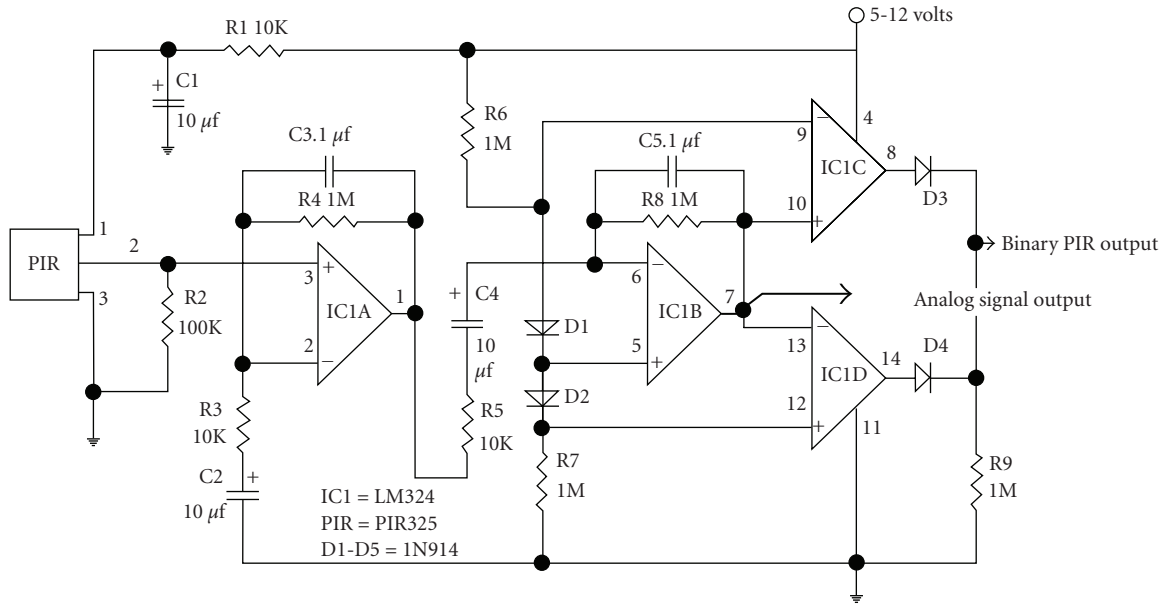 5-12 volts
R1 10K
C1
+
10 μf
R6
1M
C3.1 μf
R4 1M
C5.1 μf
R8 1M
9
−
4
IC1C
8
D3
10
+
PIR
1
2
3
R2
100K
3
+
IC1A
1
2
−
+
C4
10
μf
R5
10K
6
−
IC1B
7
5
+
D1
D2
Binary PIR output
Analog signal output
13
−
IC1D
14
D4
12
+
11
R3
10K
C2
+
10 μf
R7
1M
R9
1M
IC1 = LM324
PIR = PIR325
D1-D5 = 1N914